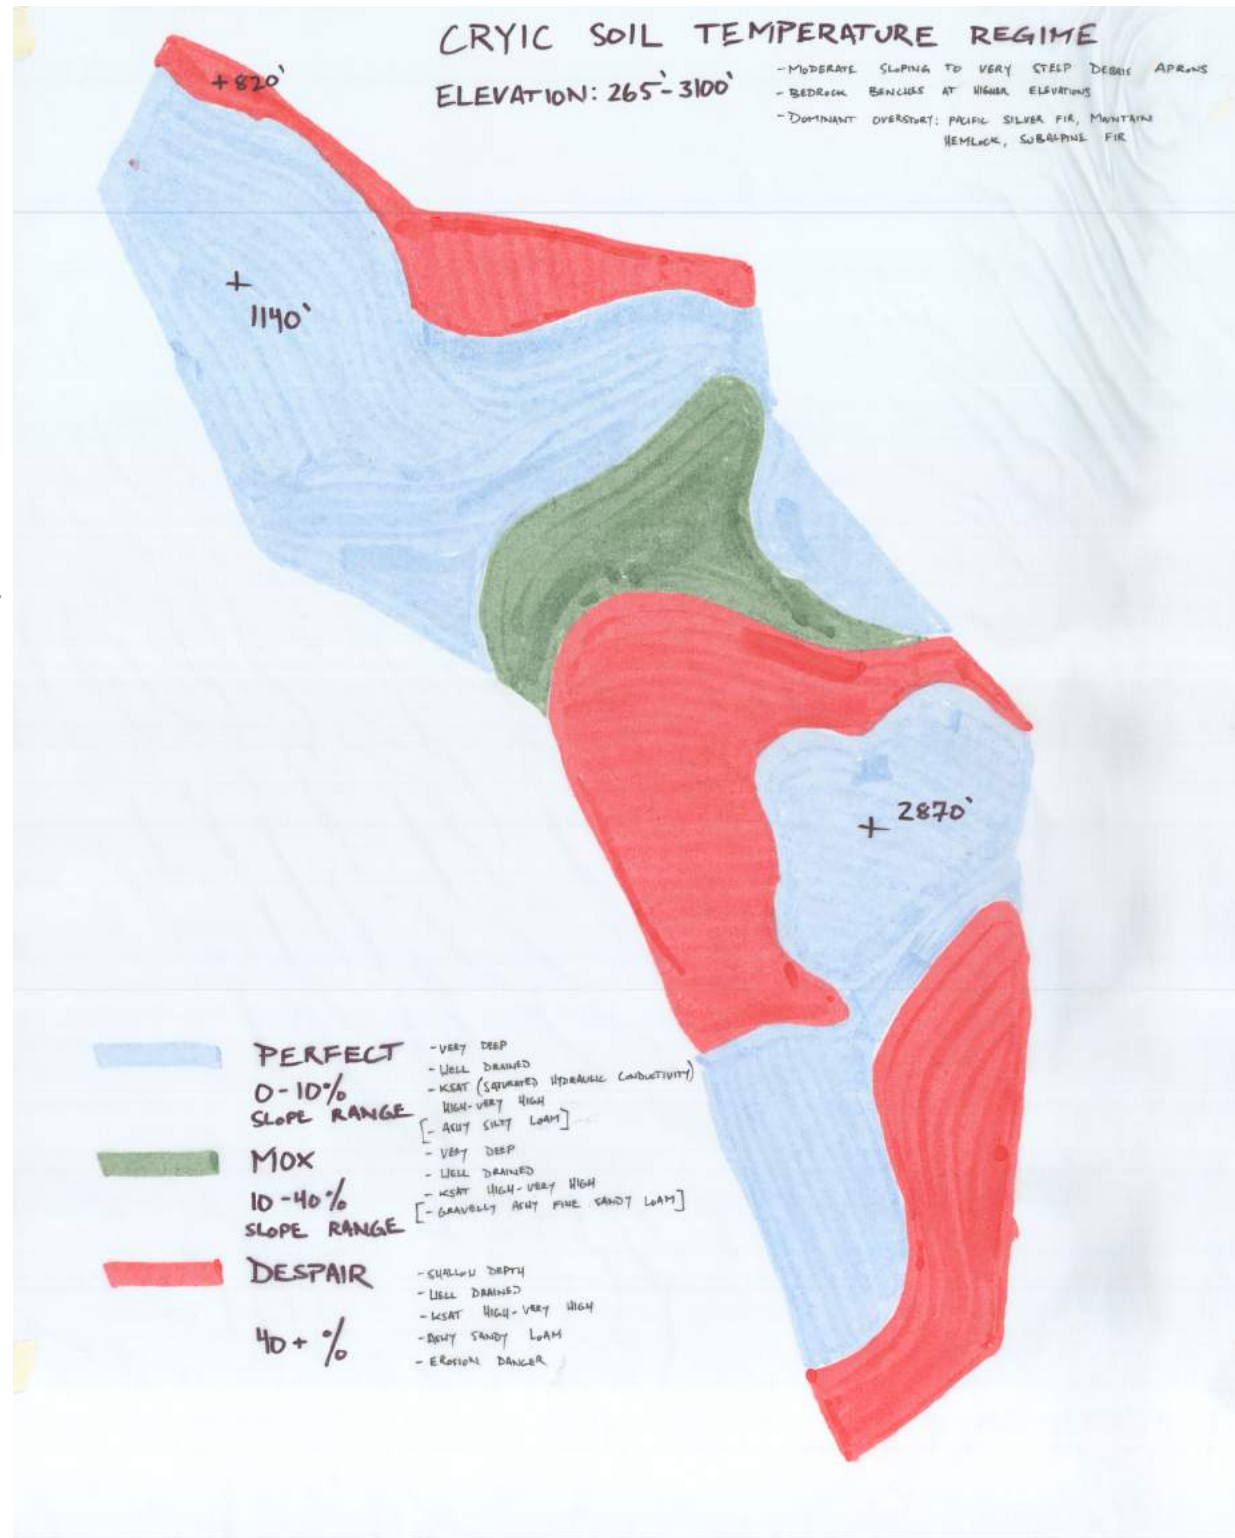 CRYIC SOIL TEMPERATURE REGIME
ELEVATION: 265'-3100'
- MODERATE SLOPING TO VERY STELP DEBRIS APRONS
- BEDROCK BENCHES AT HIGHER ELEVATIONS
- DOMINANT OVERSTORY: PACIFIC SILVER FIR, MOUNTAIN
HEMLOCK, SUBALPINE FIR
+820'
+
1140'
+ 2870'
PERFECT
0-10%
SLOPE RANGE
- VERY DEEP
- WELL DRAINED
- KSAT (SATURATED HYDRAULIC CONDUCTIVITY)
HIGH-VERY HIGH
[- ASHY SILTY LOAM]
MOX
10-40%
SLOPE RANGE
- VERY DEEP
- WELL DRAINED
- KSAT HIGH-VERY HIGH
[- GRAVELLY ASHY FINE SANDY LOAM]
DESPAIR
40+ %
- SHALLOW DEPTH
- WELL DRAINED
- KSAT HIGH-VERY HIGH
- ASHY SANDY LOAM
- EROSION DANGER